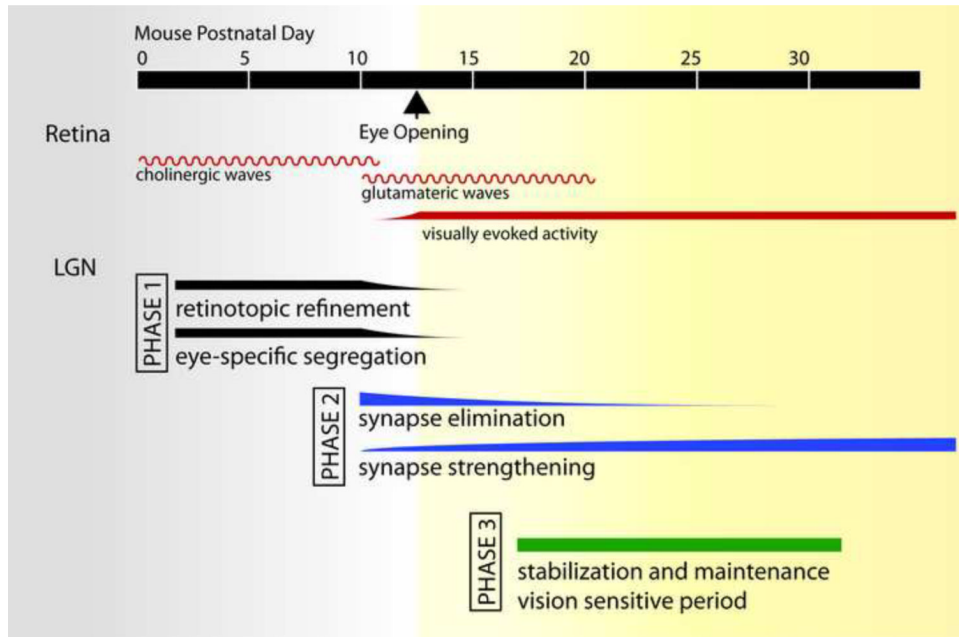 Mouse Postnatal Day
0 5 10 15 20 25 30
Eye Opening
Retina
cholinergic waves
glutamateric waves
visually evoked activity
LGN
PHASE 1
retinotopic refinement
eye-specific segregation
PHASE 2
synapse elimination
synapse strengthening
PHASE 3
stabilization and maintenance
vision sensitive period